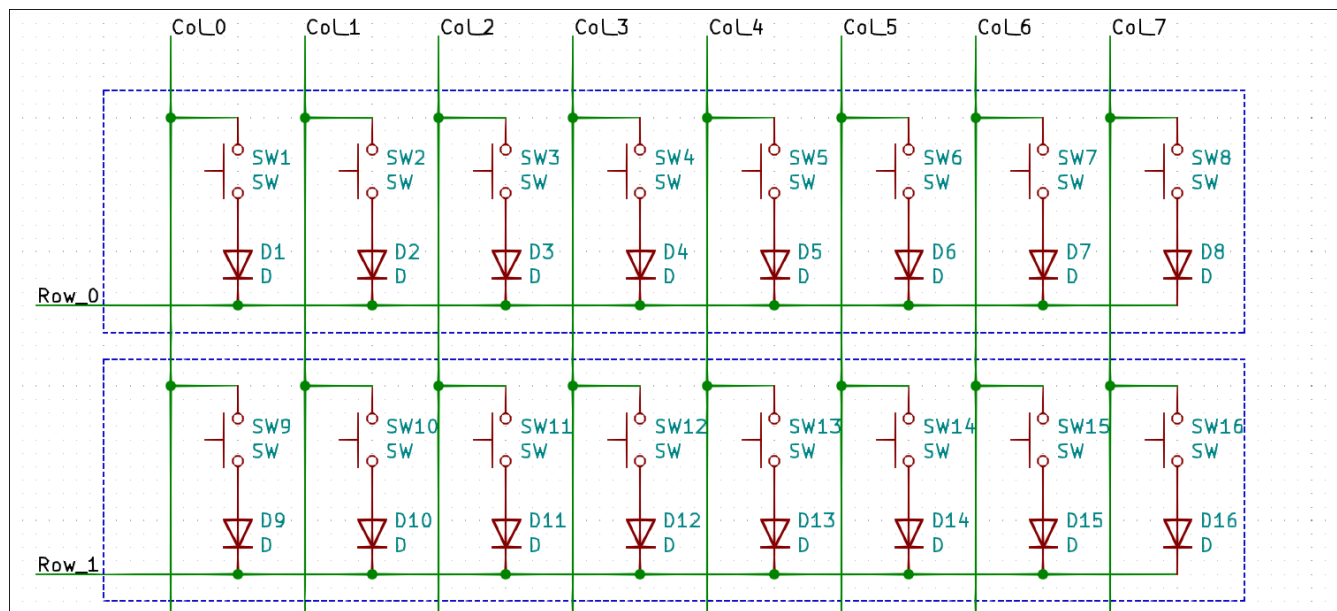 Col_0 Col_1 Col_2 Col_3 Col_4 Col_5 Col_6 Col_7
SW1 SW2 SW3 SW4 SW5 SW6 SW7 SW8
SW SW SW SW SW SW SW SW
D1 D2 D3 D4 D5 D6 D7 D8
D D D D D D D D
Row_0
SW9 SW10 SW11 SW12 SW13 SW14 SW15 SW16
SW SW SW SW SW SW SW SW
D9 D10 D11 D12 D13 D14 D15 D16
D D D D D D D D
Row_1